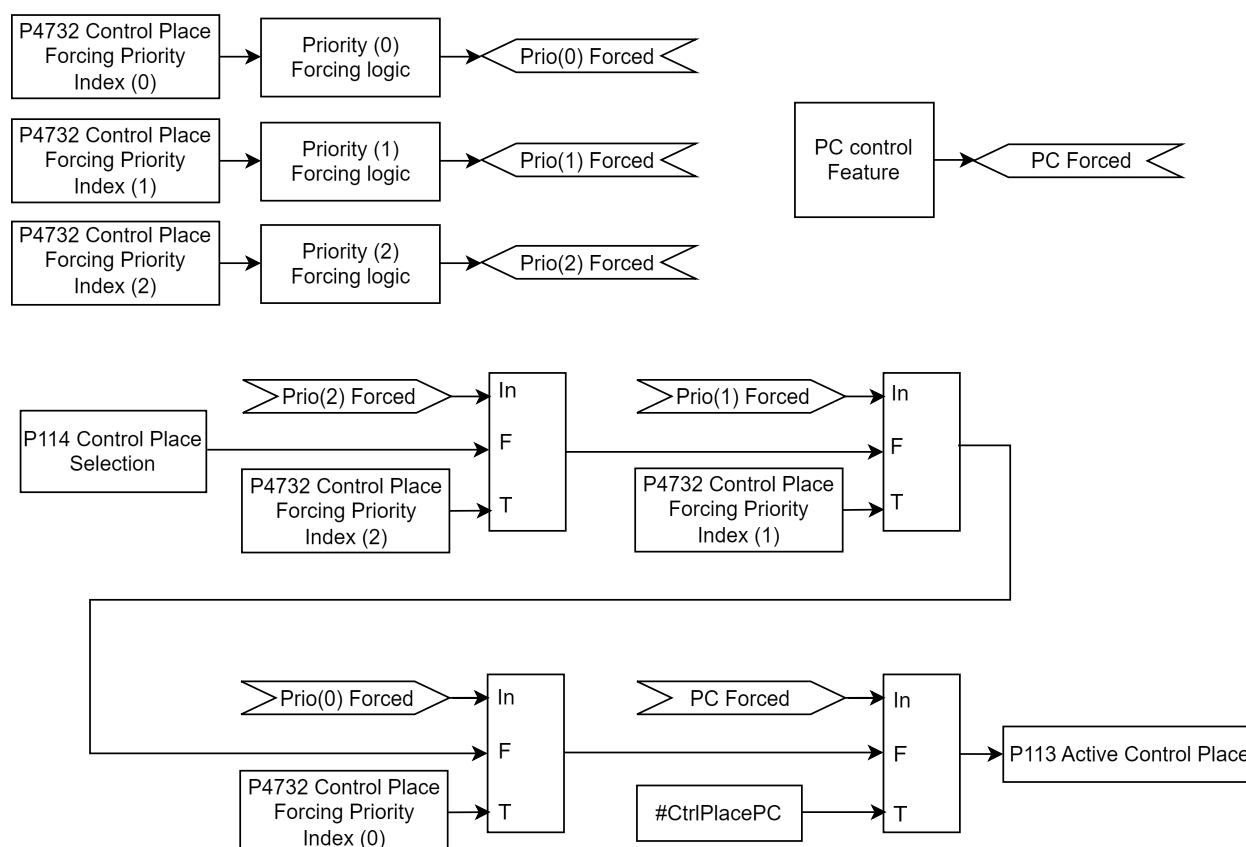 P4732 Control Place
Forcing Priority
Index (0)
Priority (0)
Forcing logic
Prio(0) Forced
P4732 Control Place
Forcing Priority
Index (1)
Priority (1)
Forcing logic
Prio(1) Forced
PC control
Feature
PC Forced
P4732 Control Place
Forcing Priority
Index (2)
Priority (2)
Forcing logic
Prio(2) Forced
P114 Control Place
Selection
Prio(2) Forced
In
F
T
P4732 Control Place
Forcing Priority
Index (2)
Prio(1) Forced
In
F
T
P4732 Control Place
Forcing Priority
Index (1)
Prio(0) Forced
In
F
T
P4732 Control Place
Forcing Priority
Index (0)
PC Forced
In
F
T
#CtrlPlacePC
P113 Active Control Place